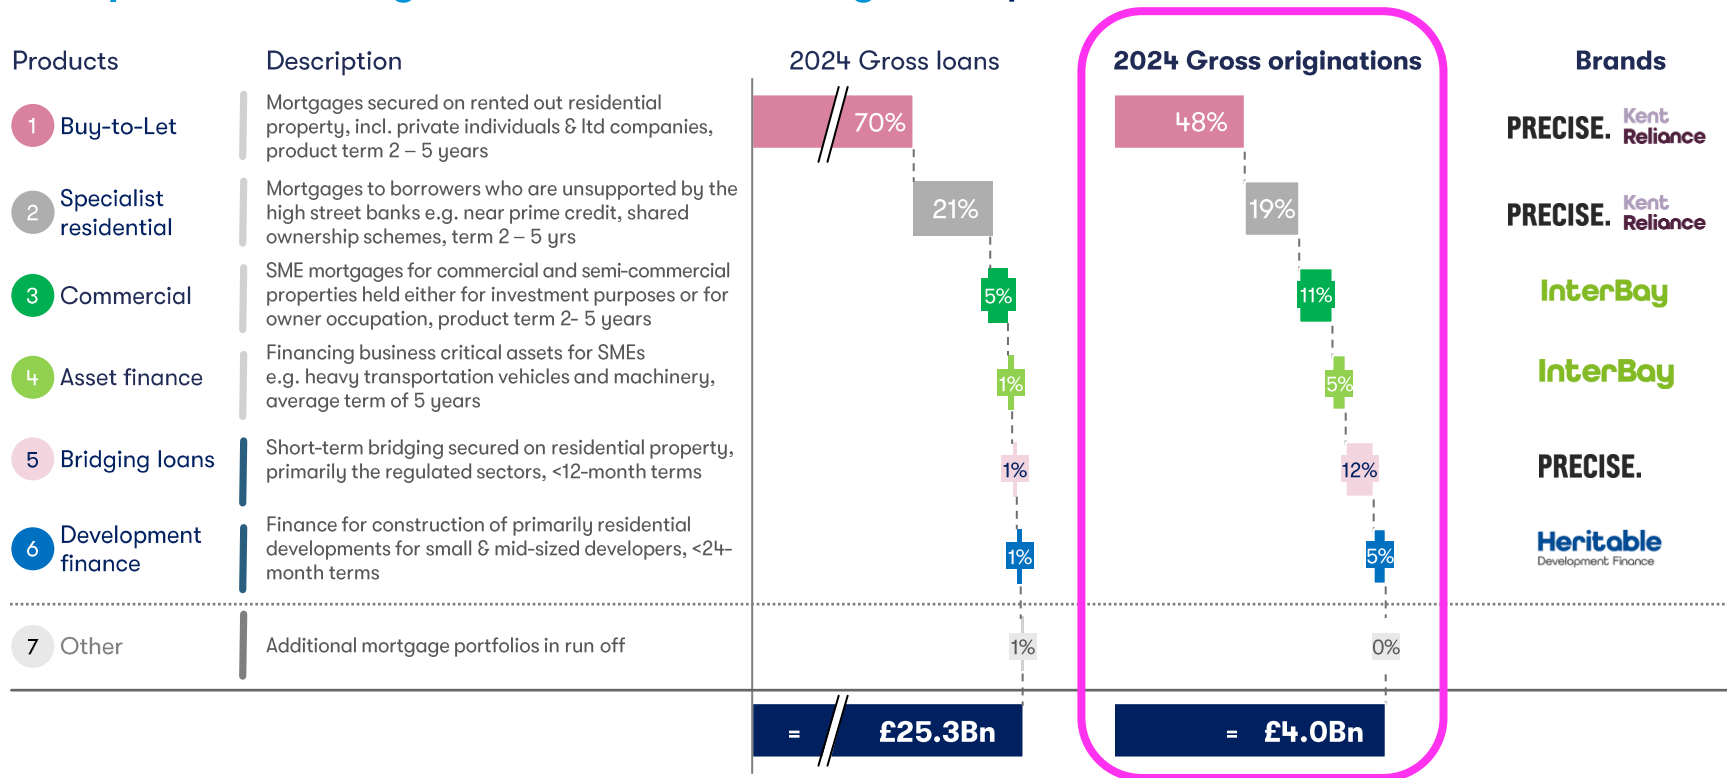 Products Description 2024 Gross loans 2024 Gross originations Brands
1 Buy-to-Let
Mortgages secured on rented out residential
property, incl. private individuals & ltd companies,
product term 2 – 5 years
70% 48%
PRECISE. Kent
Reliance
2 Specialist
residential
Mortgages to borrowers who are unsupported by the
high street banks e.g. near prime credit, shared
ownership schemes, term 2 – 5 yrs
21% 19%
PRECISE. Kent
Reliance
3 Commercial
SME mortgages for commercial and semi-commercial
properties held either for investment purposes or for
owner occupation, product term 2- 5 years
5% 11%
InterBay
4 Asset finance
Financing business critical assets for SMEs
e.g. heavy transportation vehicles and machinery,
average term of 5 years
1% 5%
InterBay
5 Bridging loans
Short-term bridging secured on residential property,
primarily the regulated sectors, <12-month terms
1% 12%
PRECISE.
6 Development
finance
Finance for construction of primarily residential
developments for small & mid-sized developers, <24-
month terms
1% 5%
Heritable
Development Finance
7 Other
Additional mortgage portfolios in run off
1% 0%
= £25.3Bn = £4.0Bn